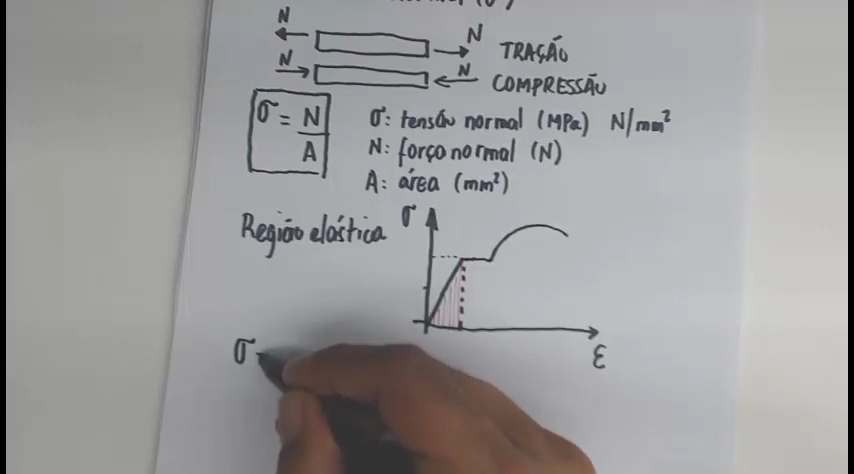 N N TRAÇÃO
N N COMPRESSÃO
σ = N/A
σ: tensão normal (MPa) N/mm²
N: força normal (N)
A: área (mm²)
Região elástica
σ
ε
σ